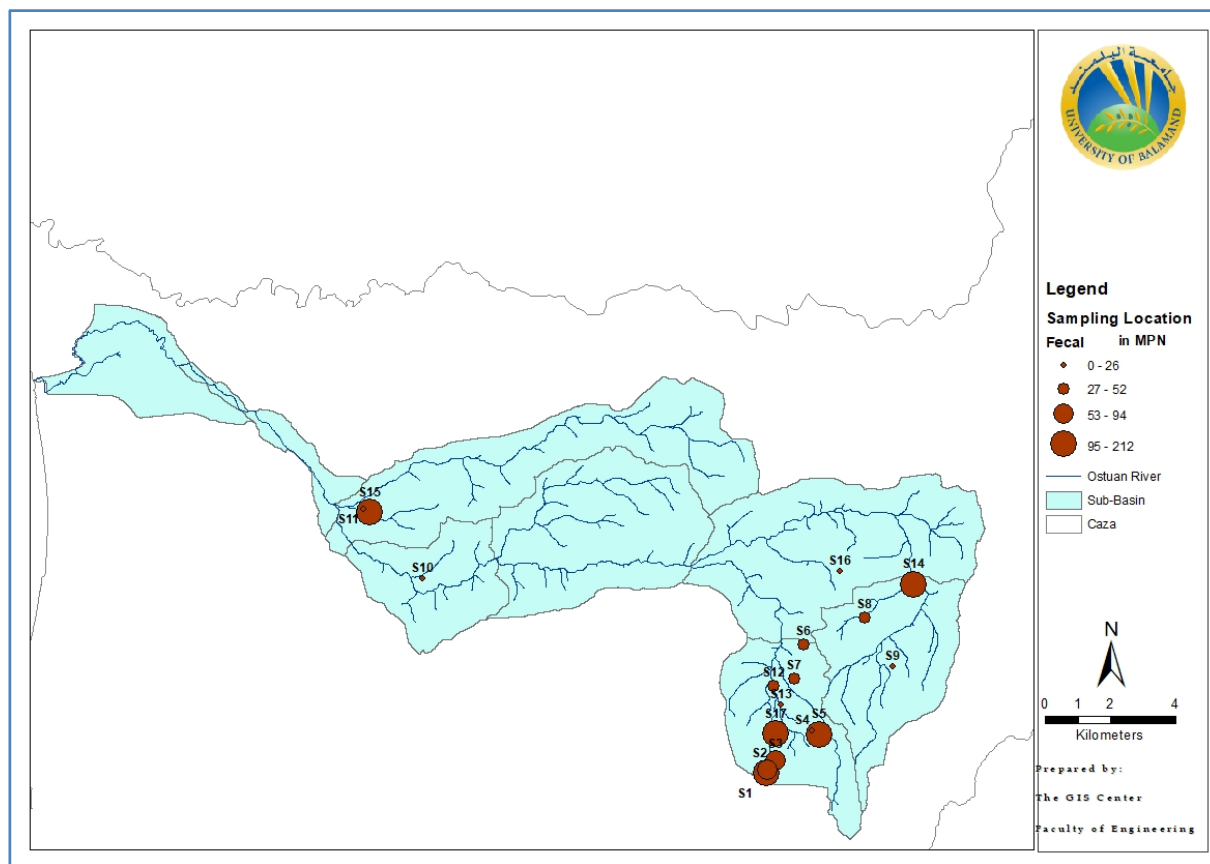 جامعة البلمند
UNIVERSITY OF BALAMAND
Legend
Sampling Location
Fecal in MPN
0 - 26
27 - 52
53 - 94
95 - 212
Ostuan River
Sub-Basin
Caza
S15
S11
S10
S16
S14
S8
S6
S9
S7
S12
S13
S17
S4
S5
S3
S2
S1
N
0 1 2 4
Kilometers
Prepared by:
The GIS Center
Faculty of Engineering